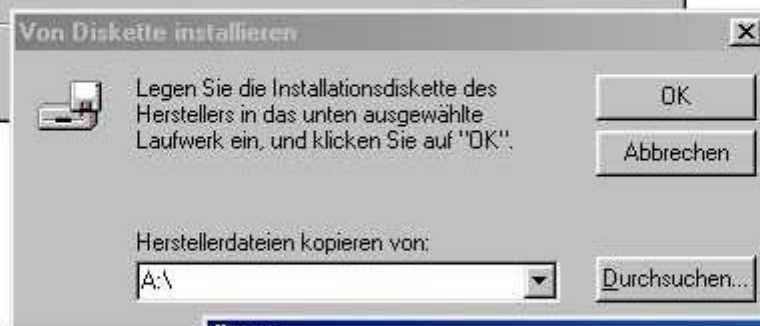 Von Diskette installieren
Legen Sie die Installationsdiskette des
Herstellers in das unten ausgewählte
Laufwerk ein, und klicken Sie auf "OK".
OK
Abbrechen
Herstellerdateien kopieren von:
A:\
Durchsuchen...